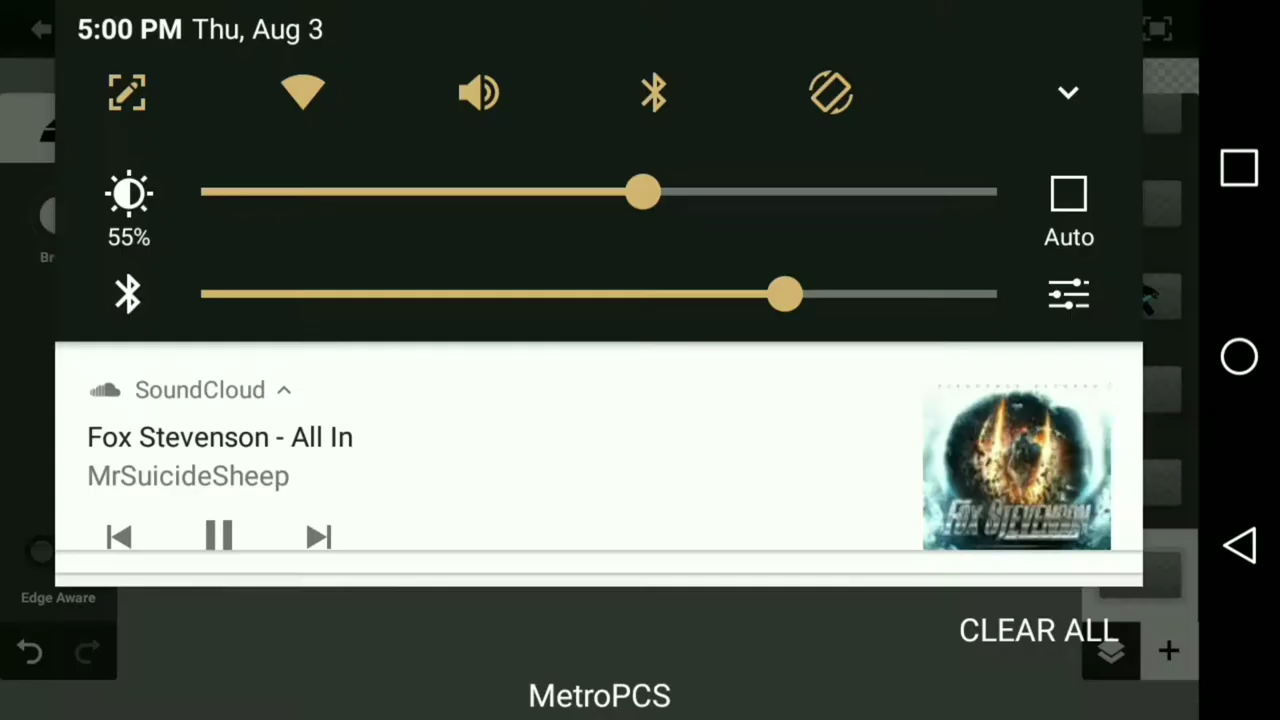 5:00 PM Thu, Aug 3
55%
Auto
Br
SoundCloud
Fox Stevenson - All In
MrSuicideSheep
FOX STEVENSON
Edge Aware
CLEAR ALL
MetroPCS